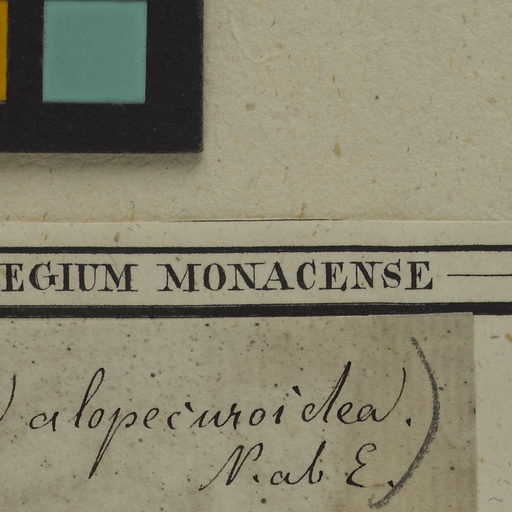 EGIUM MONACENSE
) alopecuroidea.)
N. ab E.